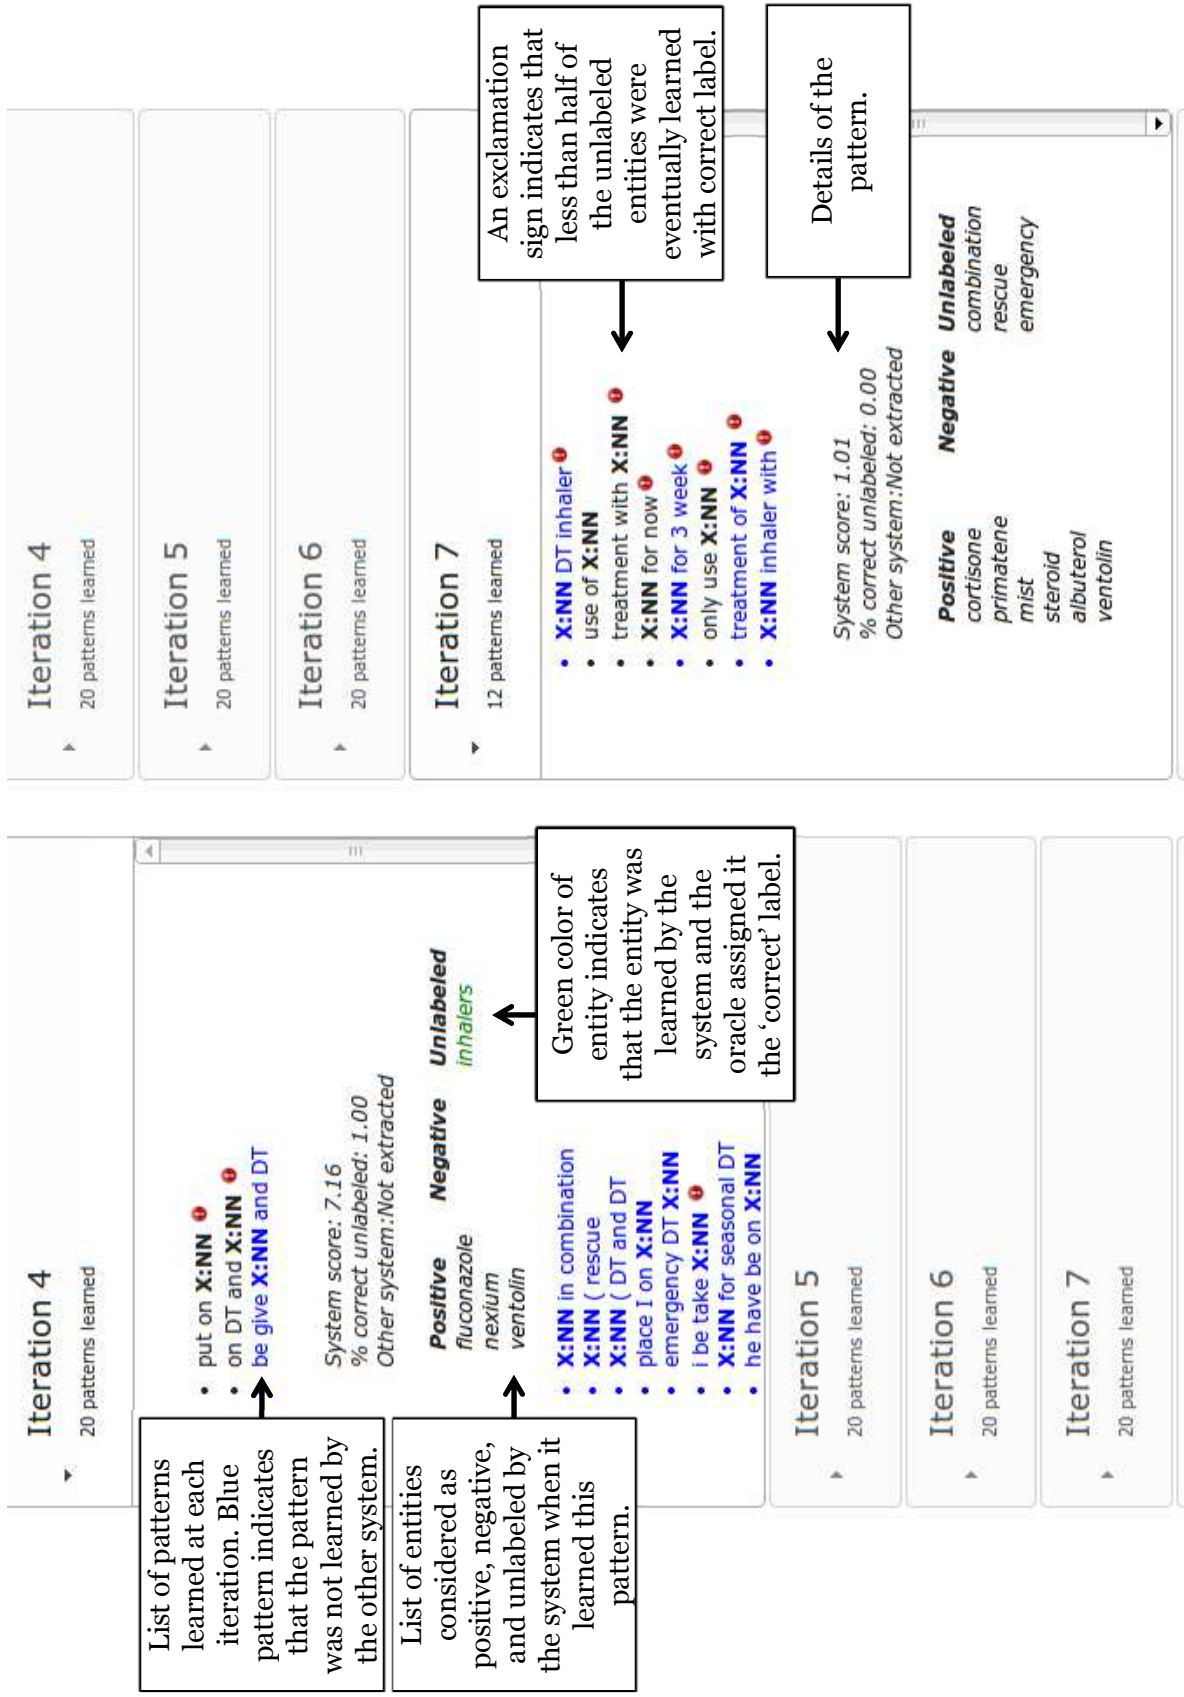 Iteration 4
20 patterns learned
List of patterns
learned at each
iteration. Blue
pattern indicates
that the pattern
was not learned by
the other system.
• put on X:NN
• on DT and X:NN
• be give X:NN and DT
System score: 7.16
% correct unlabeled: 1.00
Other system:Not extracted
List of entities
considered as
positive, negative,
and unlabeled by
the system when it
learned this
pattern.
Positive Negative Unlabeled
fluconazole inhalers
nexium
ventolin
Green color of
entity indicates
that the entity was
learned by the
system and the
oracle assigned it
the ‘correct’ label.
• X:NN in combination
• X:NN ( rescue
• X:NN ( DT and DT
• place I on X:NN
• emergency DT X:NN
• i be take X:NN
• X:NN for seasonal DT
• he have be on X:NN
Iteration 5
20 patterns learned
Iteration 6
20 patterns learned
Iteration 7
20 patterns learned
Iteration 4
20 patterns learned
Iteration 5
20 patterns learned
Iteration 6
20 patterns learned
Iteration 7
12 patterns learned
• X:NN DT inhaler
• use of X:NN
• treatment with X:NN
• X:NN for now
• X:NN for 3 week
• only use X:NN
• treatment of X:NN
• X:NN inhaler with
An exclamation
sign indicates that
less than half of
the unlabeled
entities were
eventually learned
with correct label.
Details of the
pattern.
System score: 1.01
% correct unlabeled: 0.00
Other system:Not extracted
Positive Negative Unlabeled
cortisone combination
primatene rescue
mist emergency
steroid
albuterol
ventolin